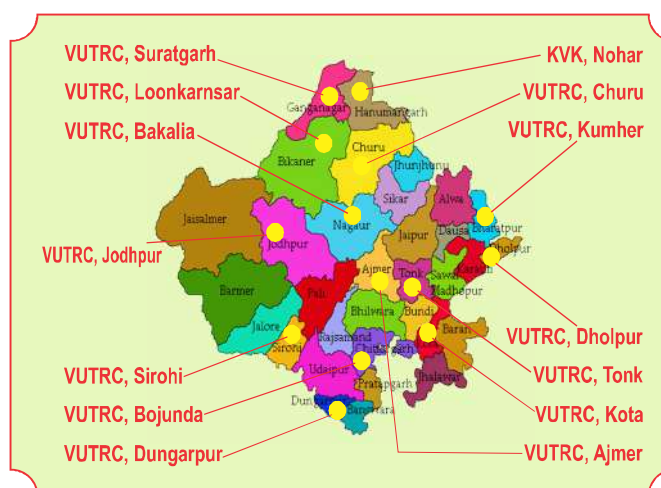 VUTRC, Suratgarh
KVK, Nohar
VUTRC, Loonkarnsar
VUTRC, Churu
VUTRC, Bakalia
VUTRC, Kumher
Ganganagar
Hanumangarh
Churu
Bikaner
Jhunjhunu
Sikar
Alwa
Jaisalmer
Nagaur
Jaipur
Bharatpur
Dausa
Jodhpur
Dholpur
VUTRC, Jodhpur
Ajmer
Tonk
Sawai
Karauli
Madhopur
Barmer
Pali
Bhilwara
Bundi
Jalore
Rajsamand
Baran
VUTRC, Dholpur
Sirohi
Udaipur
Jhalawar
VUTRC, Sirohi
Pratapgarh
VUTRC, Tonk
Banswara
VUTRC, Bojunda
VUTRC, Kota
VUTRC, Dungarpur
VUTRC, Ajmer